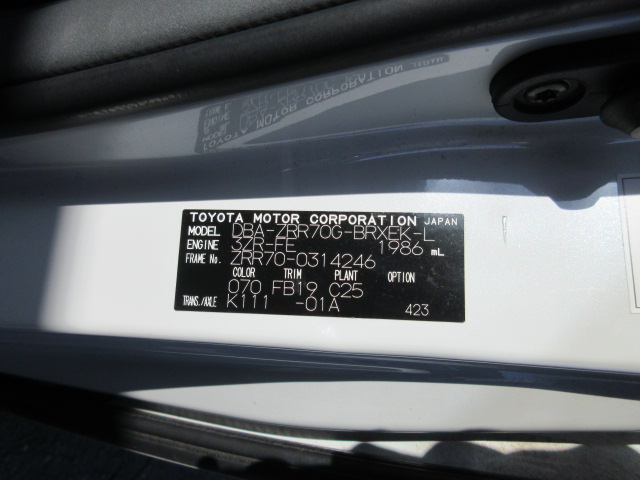 TOYOTA MOTOR CORPORATION JAPAN
MODEL DBA-ZRR70G-BRXEK-L
ENGINE 3ZR-FE 1986 mL
FRAME No. ZRR70-0314246
COLOR TRIM PLANT OPTION
070 FB19 C25
TRANS./AXLE K111 -01A 423